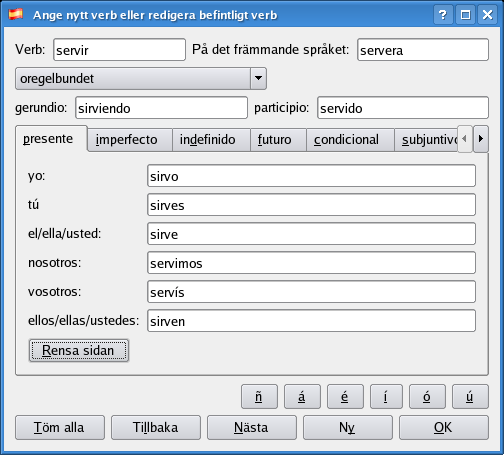 Ange nytt verb eller redigera befintligt verb
Verb: servir På det främmande språket: servera
oregelbundet
gerundio: sirviendo participio: servido
presente imperfecto indefinido futuro condicional subjuntivo
yo: sirvo
tú sirves
el/ella/usted: sirve
nosotros: servimos
vosotros: servís
ellos/ellas/ustedes: sirven
Rensa sidan
ñ á é í ó ú
Töm alla Tillbaka Nästa Ny OK